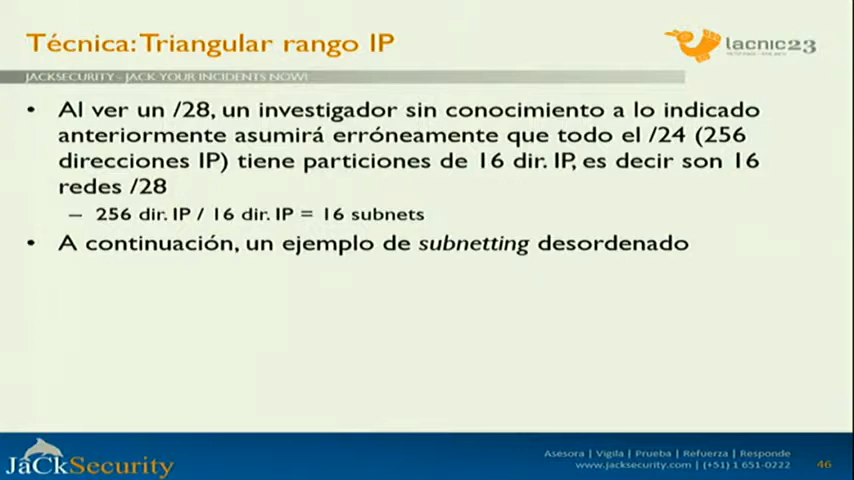 Técnica: Triangular rango IP
lacnic23
JACKSECURITY - JACK YOUR INCIDENTS NOW!
• Al ver un /28, un investigador sin conocimiento a lo indicado
anteriormente asumirá erróneamente que todo el /24 (256
direcciones IP) tiene particiones de 16 dir. IP, es decir son 16
redes /28
– 256 dir. IP / 16 dir. IP = 16 subnets
• A continuación, un ejemplo de subnetting desordenado
JaCkSecurity
Asesora | Vigila | Prueba | Refuerza | Responde
www.jacksecurity.com | (+51) 1 651-0222
46